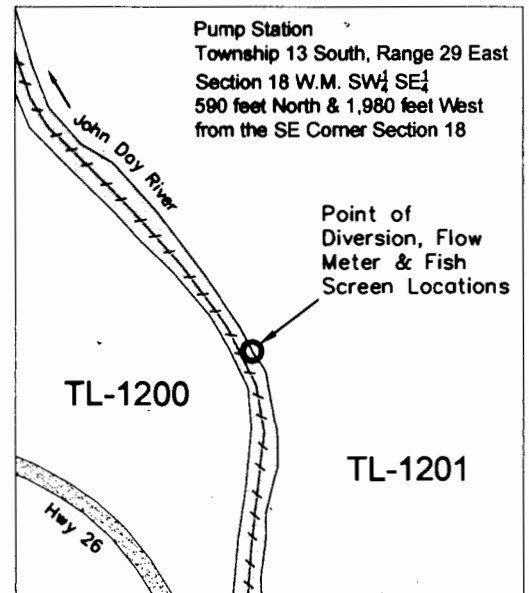 Pump Station
Township 13 South, Range 29 East
Section 18 W.M. SW¼ SE¼
590 feet North & 1,980 feet West
from the SE Corner Section 18
John Day River
Point of
Diversion, Flow
Meter & Fish
Screen Locations
TL-1200
TL-1201
Hwy 26